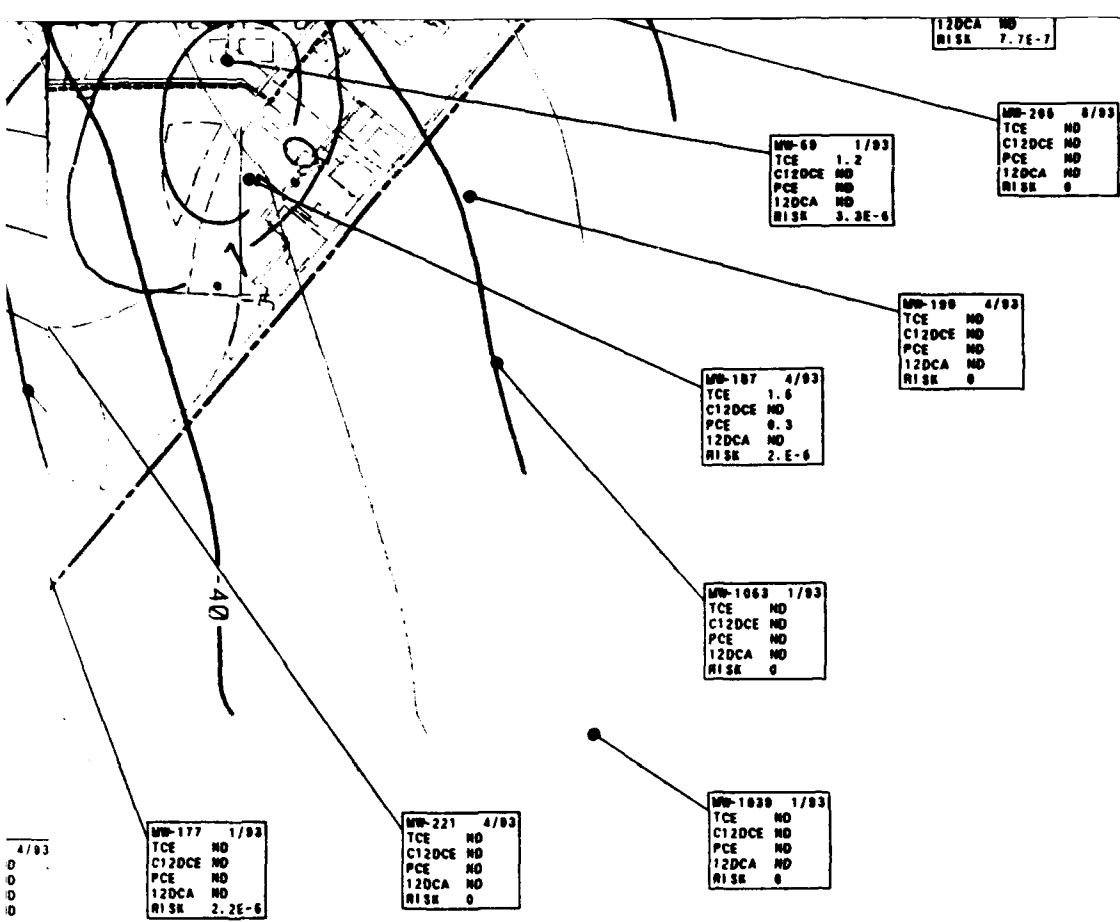 12DCA ND
RISK 7.7E-7
MW-206 8/93
TCE ND
C12DCE ND
PCE ND
12DCA ND
RISK 0
MW-69 1/93
TCE 1.2
C12DCE ND
PCE ND
12DCA ND
RISK 3.3E-6
MW-199 4/93
TCE ND
C12DCE ND
PCE ND
12DCA ND
RISK 0
MW-187 4/93
TCE 1.6
C12DCE ND
PCE 0.3
12DCA ND
RISK 2.E-6
MW-1063 1/93
TCE ND
C12DCE ND
PCE ND
12DCA ND
RISK 0
40
MW-1039 1/93
TCE ND
C12DCE ND
PCE ND
12DCA ND
RISK 0
MW-221 4/93
TCE ND
C12DCE ND
PCE ND
12DCA ND
RISK 0
MW-177 1/93
TCE ND
C12DCE ND
PCE ND
12DCA ND
RISK 2.2E-6
4/93